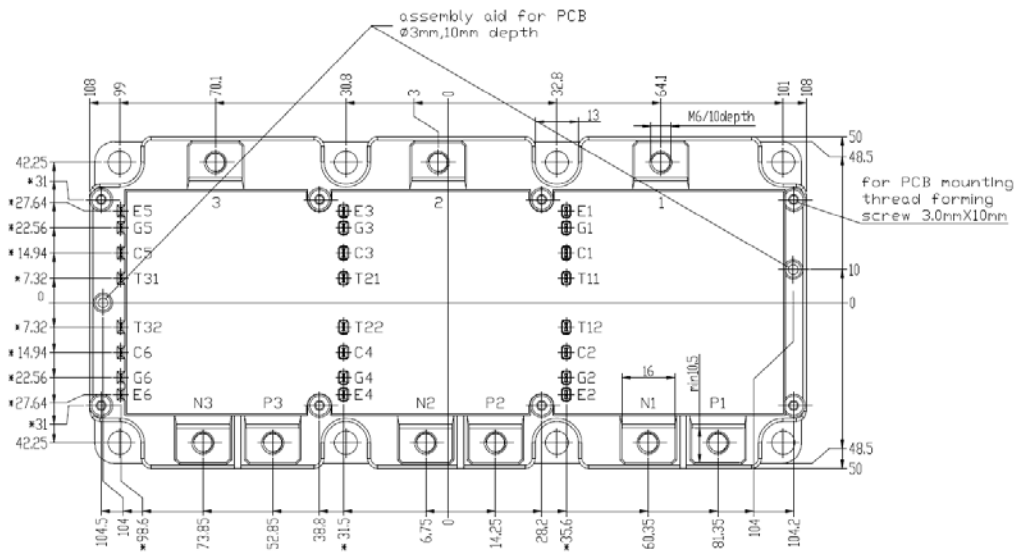 assembly aid for PCB
ø3mm,10mm depth
108
99
70.1
30.8
3
0
32.8
64.1
101
108
13
M6/10depth
50
48.5
42.25
*31
*27.64
*22.56
*14.94
*7.32
0
*7.32
*14.94
*22.56
*27.64
*31
42.25
for PCB mounting
thread forming
screw 3.0mmX10mm
3
2
1
E5
E3
E1
G5
G3
G1
C5
C3
C1
T31
T21
T11
10
0
T32
T22
T12
C6
C4
C2
G6
G4
G2
E6
E4
E2
16
min10.5
N3
P3
N2
P2
N1
P1
48.5
50
104.5
104
*98.6
73.85
52.85
38.8
*31.5
6.75
0
14.25
28.2
*35.6
60.35
81.35
104
104.2